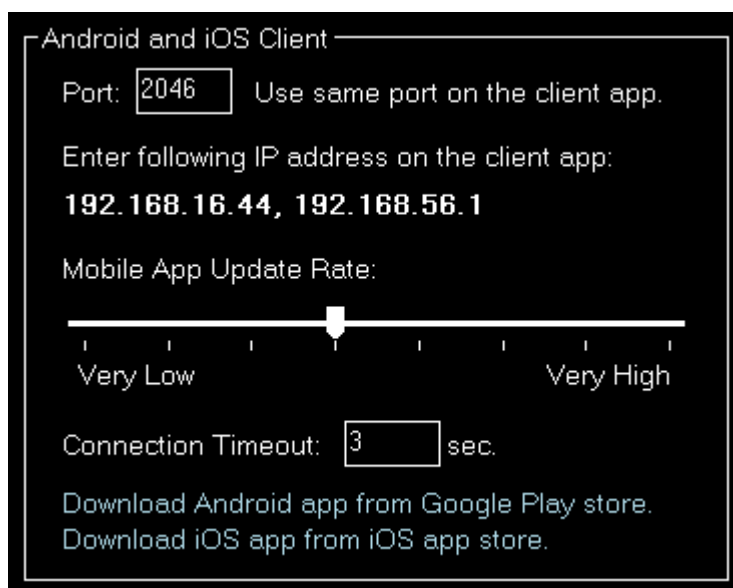 Android and iOS Client
Port: 2046 Use same port on the client app.
Enter following IP address on the client app:
192.168.16.44, 192.168.56.1
Mobile App Update Rate:
Very Low Very High
Connection Timeout: 3 sec.
Download Android app from Google Play store.
Download iOS app from iOS app store.